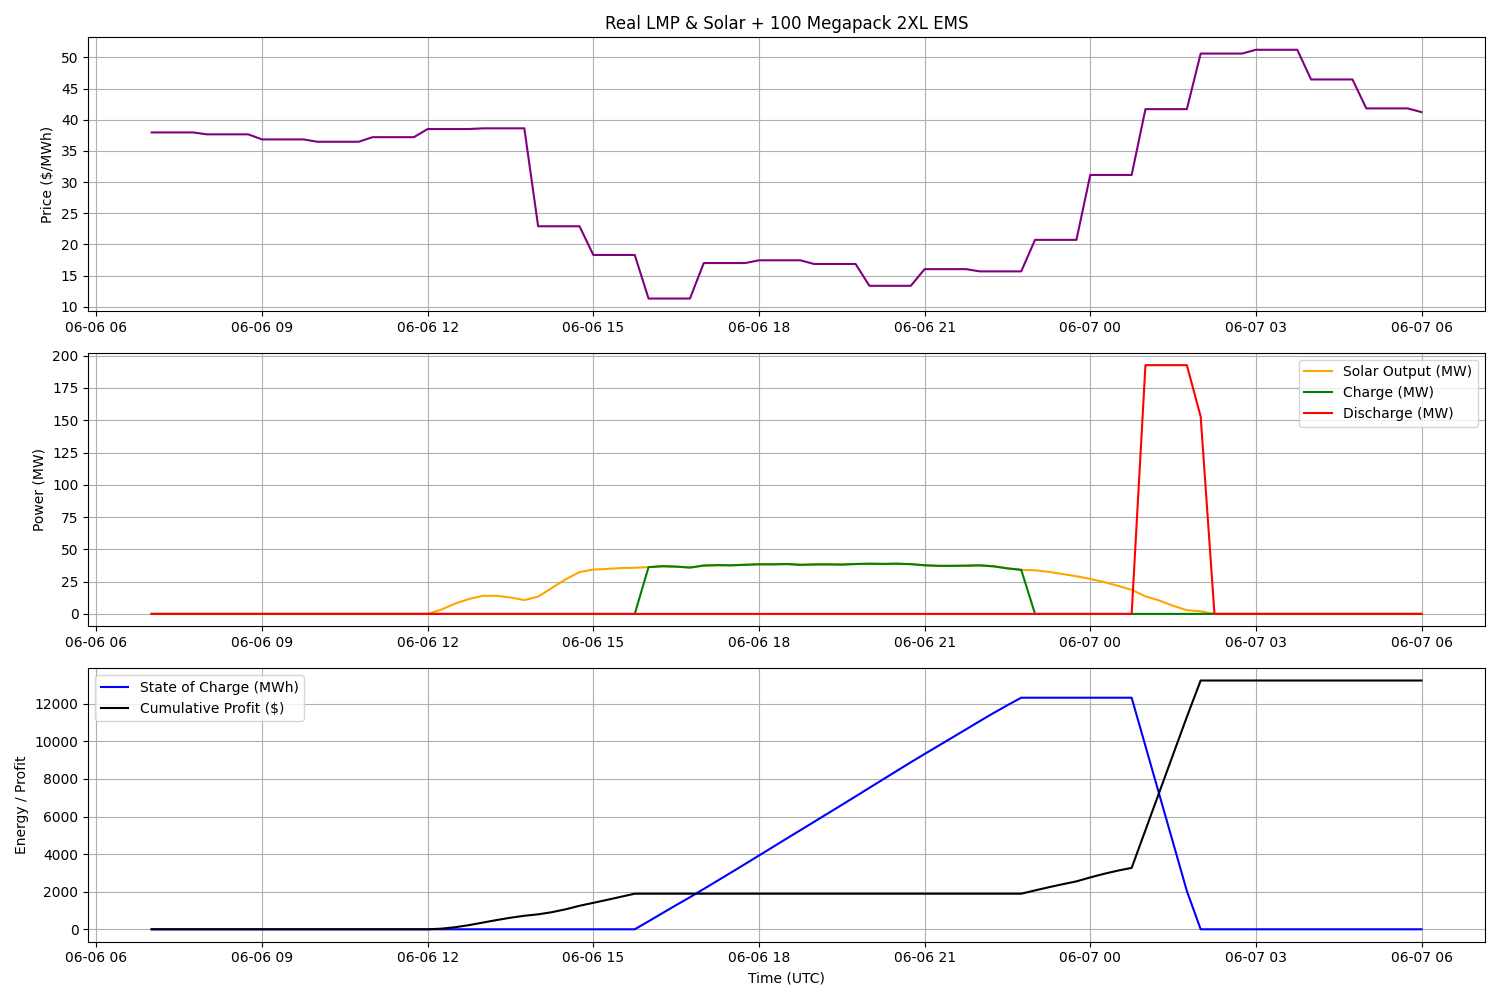 Real LMP & Solar + 100 Megapack 2XL EMS
Price ($/MWh)
50
45
40
35
30
25
20
15
10
06-06 06 06-06 09 06-06 12 06-06 15 06-06 18 06-06 21 06-07 00 06-07 03 06-07 06
Power (MW)
200
175
150
125
100
75
50
25
0
Solar Output (MW)
Charge (MW)
Discharge (MW)
06-06 06 06-06 09 06-06 12 06-06 15 06-06 18 06-06 21 06-07 00 06-07 03 06-07 06
Energy / Profit
12000
10000
8000
6000
4000
2000
0
State of Charge (MWh)
Cumulative Profit ($)
06-06 06 06-06 09 06-06 12 06-06 15 06-06 18 06-06 21 06-07 00 06-07 03 06-07 06
Time (UTC)